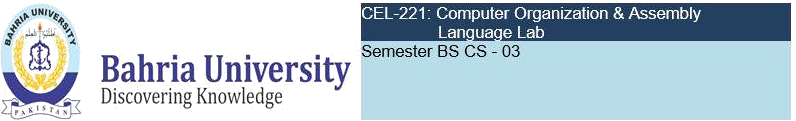 BAHRIA UNIVERSITY
PAKISTAN
Bahria University
Discovering Knowledge
CEL-221: Computer Organization & Assembly
Language Lab
Semester BS CS - 03